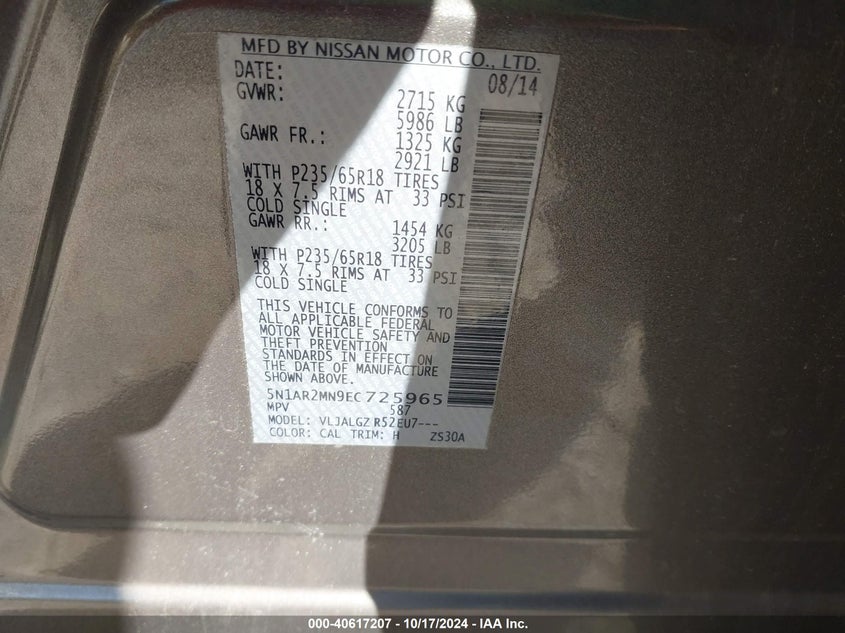 MFD BY NISSAN MOTOR CO., LTD.
DATE: 08/14
GVWR: 2715 KG
5986 LB
GAWR FR.: 1325 KG
2921 LB
WITH P235/65R18 TIRES
18 X 7.5 RIMS AT 33 PSI
COLD SINGLE
GAWR RR.: 1454 KG
3205 LB
WITH P235/65R18 TIRES
18 X 7.5 RIMS AT 33 PSI
COLD SINGLE
THIS VEHICLE CONFORMS TO
ALL APPLICABLE FEDERAL
MOTOR VEHICLE SAFETY AND
THEFT PREVENTION
STANDARDS IN EFFECT ON
THE DATE OF MANUFACTURE
SHOWN ABOVE.
5N1AR2MN9EC725965
MPV 587
MODEL: VLJALGZ R52EU7---
COLOR: CAL TRIM: H ZS30A
000-40617207 - 10/17/2024 - IAA Inc.